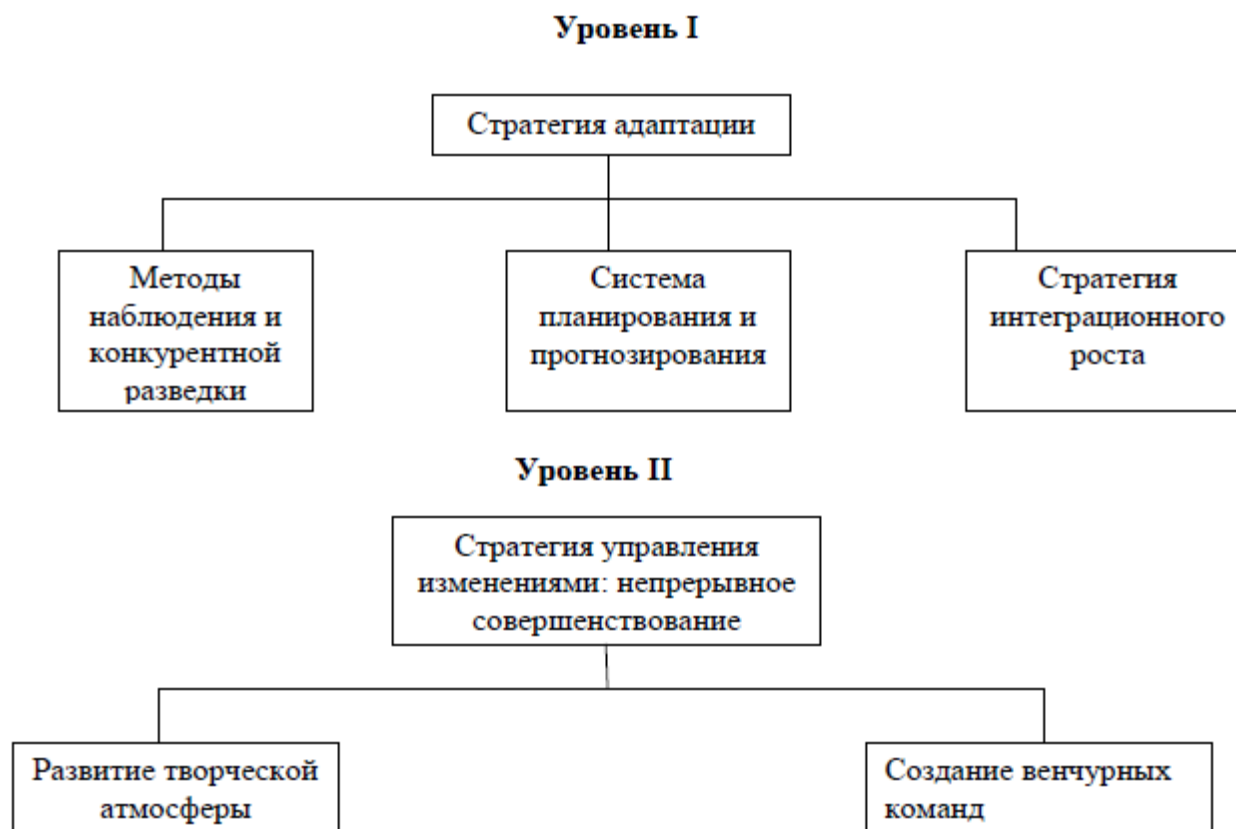 Уровень I
Стратегия адаптации
Методы
наблюдения и
конкурентной
разведки
Система
планирования и
прогнозирования
Стратегия
интеграционного
роста
Уровень II
Стратегия управления
изменениями: непрерывное
совершенствование
Развитие творческой
атмосферы
Создание венчурных
команд